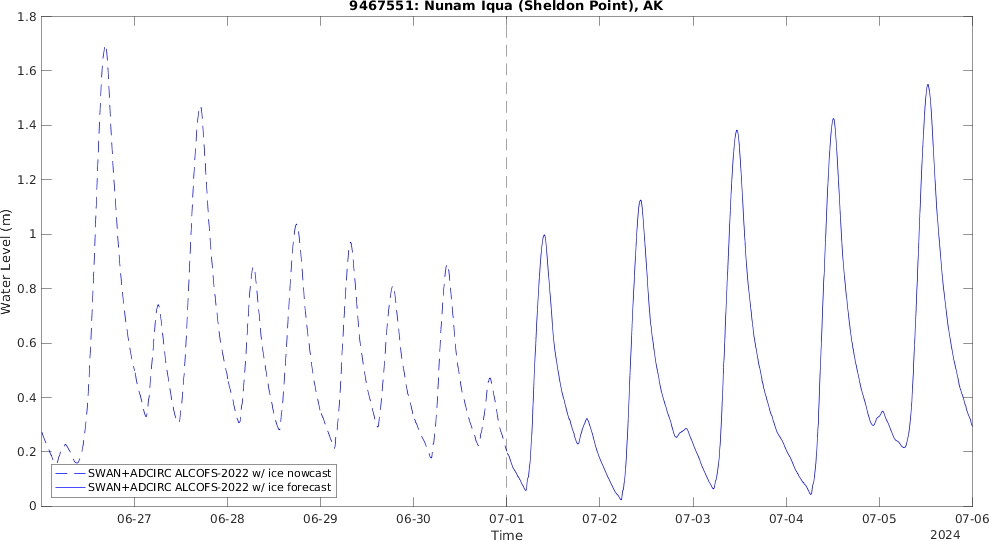 9467551: Nunam Iqua (Sheldon Point), AK
1.8
1.6
1.4
1.2
1
0.8
0.6
0.4
0.2
0
Water Level (m)
SWAN+ADCIRC ALCOFS-2022 w/ ice nowcast
SWAN+ADCIRC ALCOFS-2022 w/ ice forecast
06-27 06-28 06-29 06-30 07-01 07-02 07-03 07-04 07-05 07-06
Time
2024